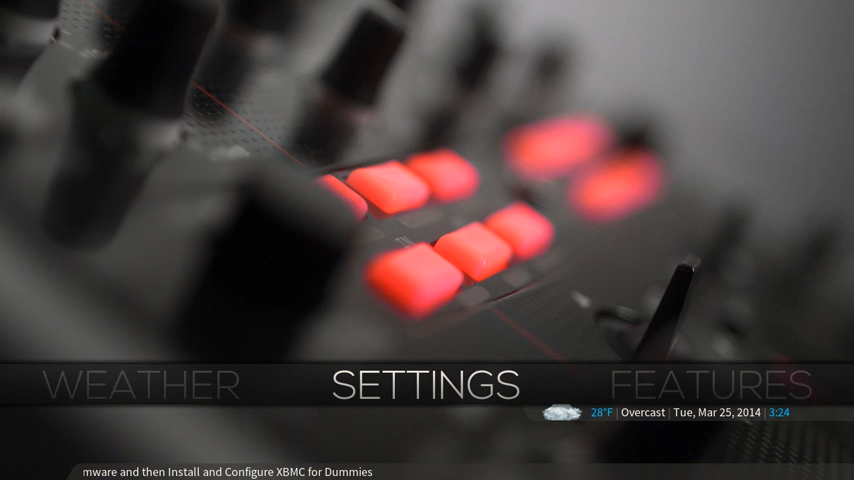 WEATHER SETTINGS FEATURES
28°F | Overcast | Tue, Mar 25, 2014 | 3:24
mware and then Install and Configure XBMC for Dummies